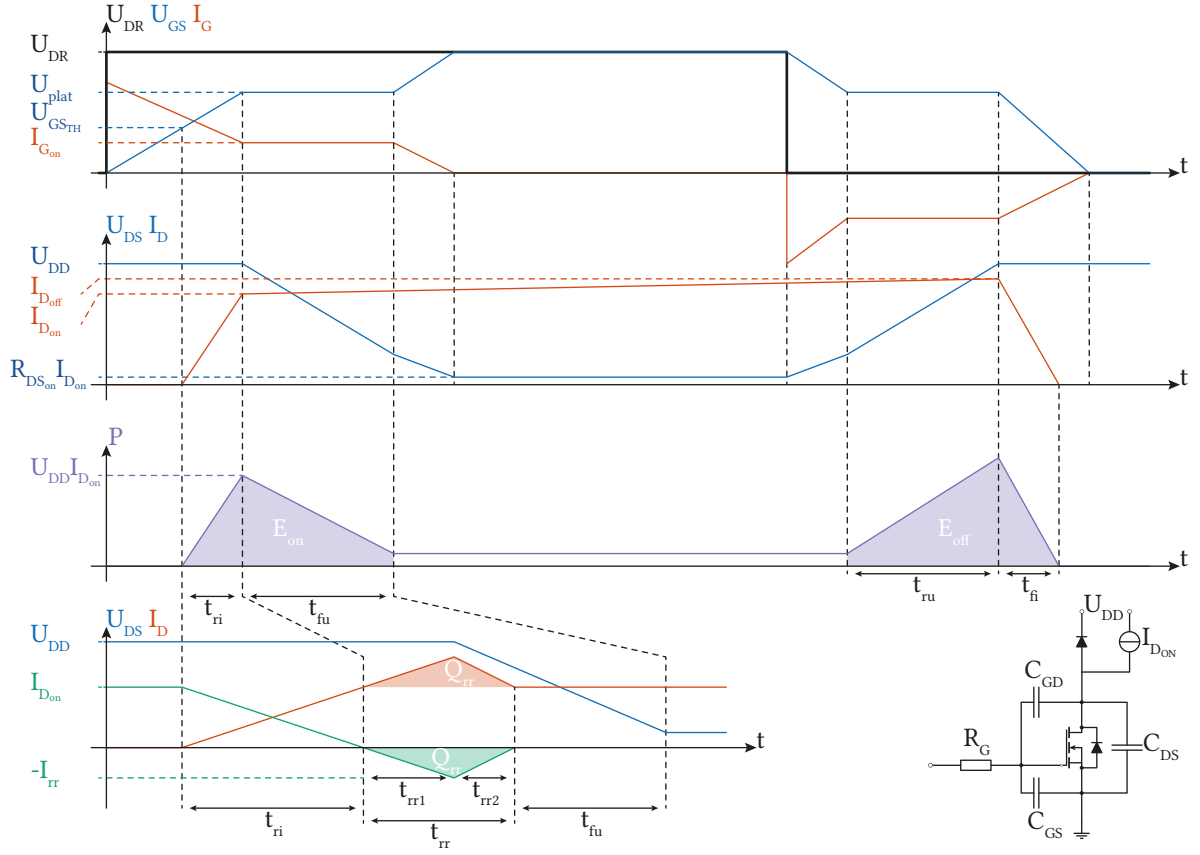 U_DR U_GS I_G
U_DR
U_plat
U_GS_TH
I_G_on
t
U_DS I_D
U_DD
I_D_off
I_D_on
R_DS_on I_D_on
t
P
U_DD I_D_on
E_on
E_off
t
t_ri
t_fu
t_ru
t_fi
U_DS I_D
U_DD
I_D_on
Q_rr
t
Q_rr
-I_rr
t_rr1
t_rr2
t_ri
t_rr
t_fu
U_DD
I_D_ON
C_GD
R_G
C_DS
C_GS